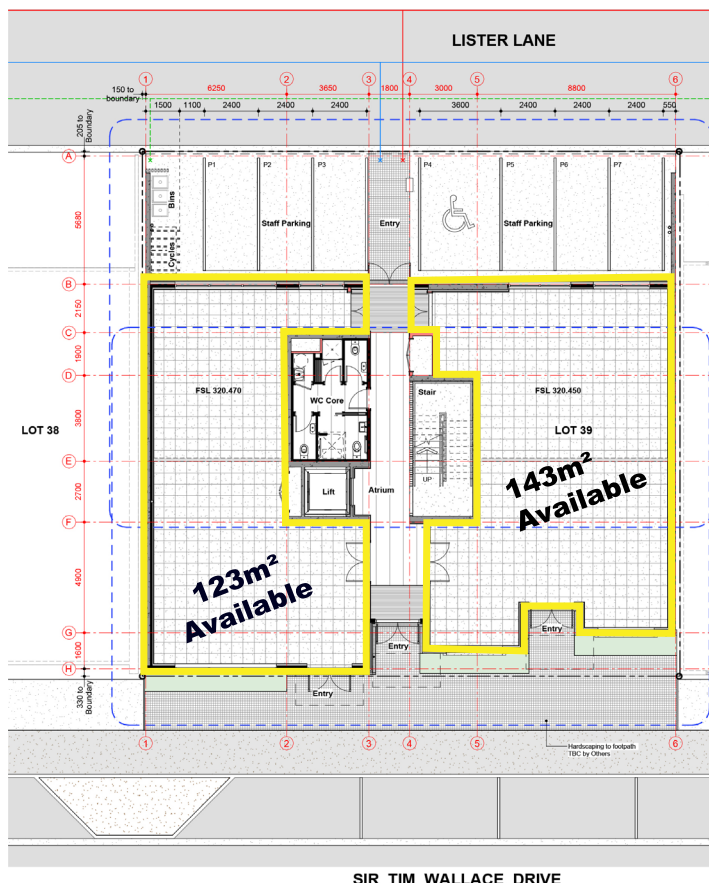 LISTER LANE
1
2
3
4
5
6
150 to
boundary
6250
3650
1800
3000
8800
1500
1100
2400
2400
2400
3600
2400
2400
2400
550
205 to
Boundary
A
P1
P2
P3
P4
P5
P6
P7
5680
Bins
Cycles
Staff Parking
Entry
Staff Parking
B
2150
C
1900
D
FSL 320.470
WC Core
Stair
FSL 320.450
3800
LOT 38
LOT 39
E
2700
UP
Lift
Atrium
143m²
Available
F
4900
123m²
Available
G
Entry
Entry
1600
H
330 to
Boundary
Entry
1
2
3
4
5
6
Hardscaping to footpath
TBC by Others
SIR TIM WALLACE DRIVE